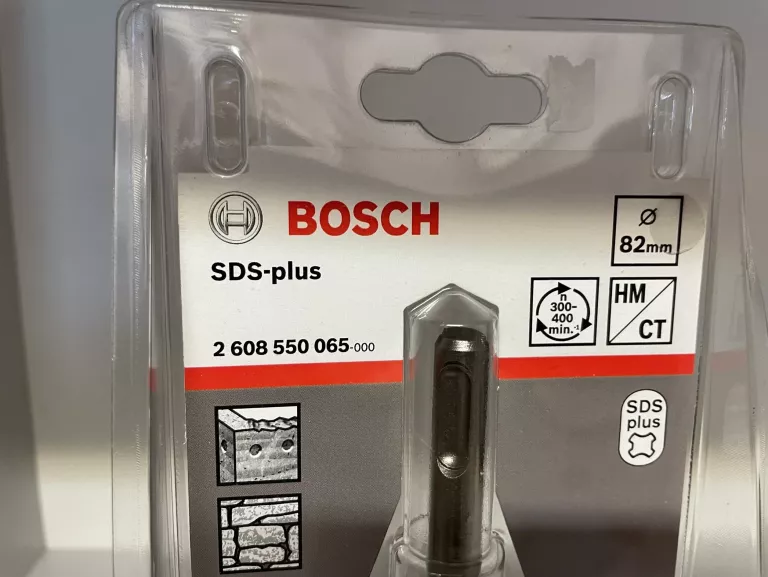 BOSCH
Ø
82mm
SDS-plus
n
300-
400
min.-¹
HM
CT
2 608 550 065-000
SDS
plus